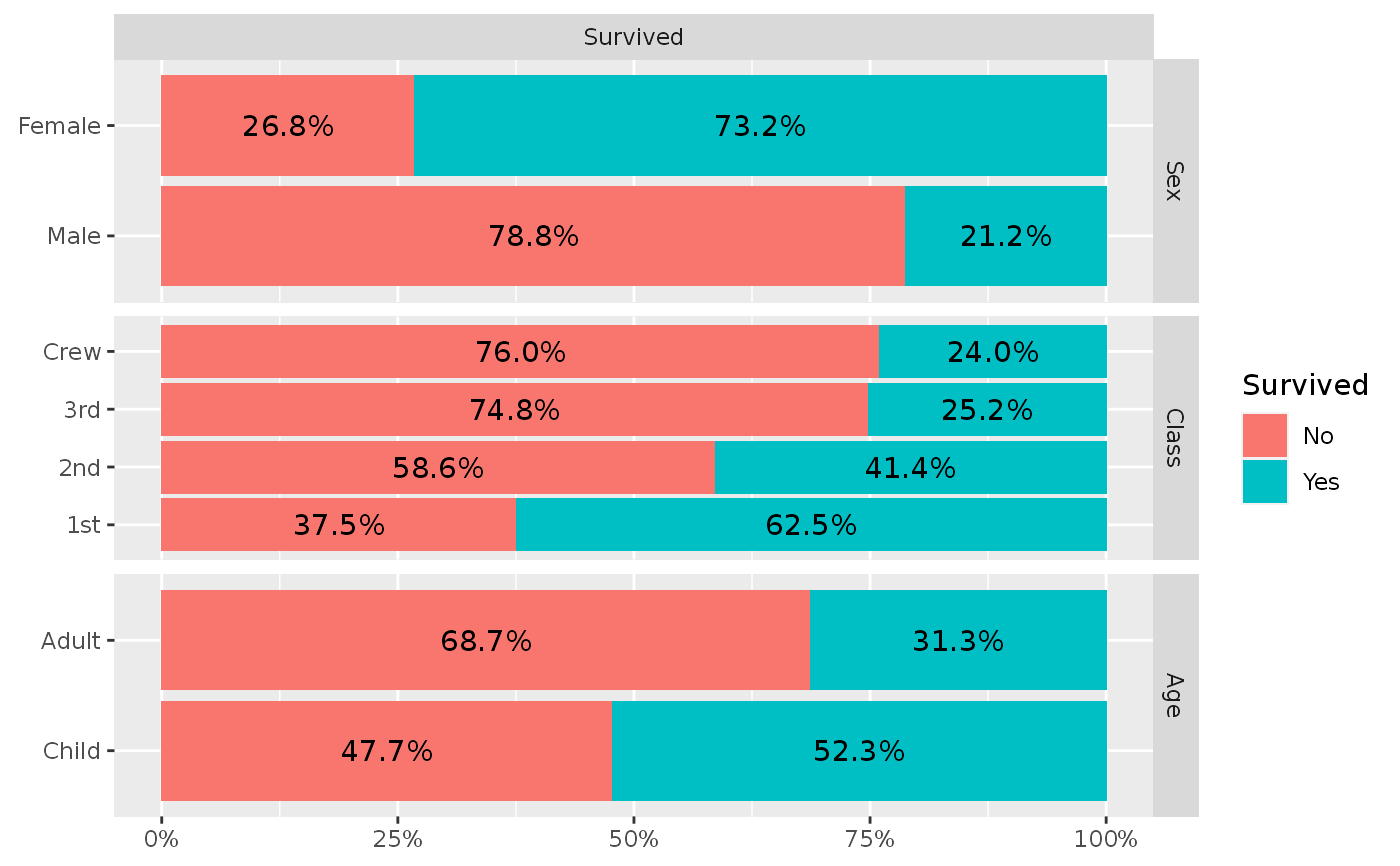 Survived
Female 26.8% 73.2%
Sex
Male 78.8% 21.2%
Crew 76.0% 24.0%
3rd 74.8% 25.2%
Class
2nd 58.6% 41.4%
1st 37.5% 62.5%
Adult 68.7% 31.3%
Age
Child 47.7% 52.3%
0% 25% 50% 75% 100%
Survived
No
Yes